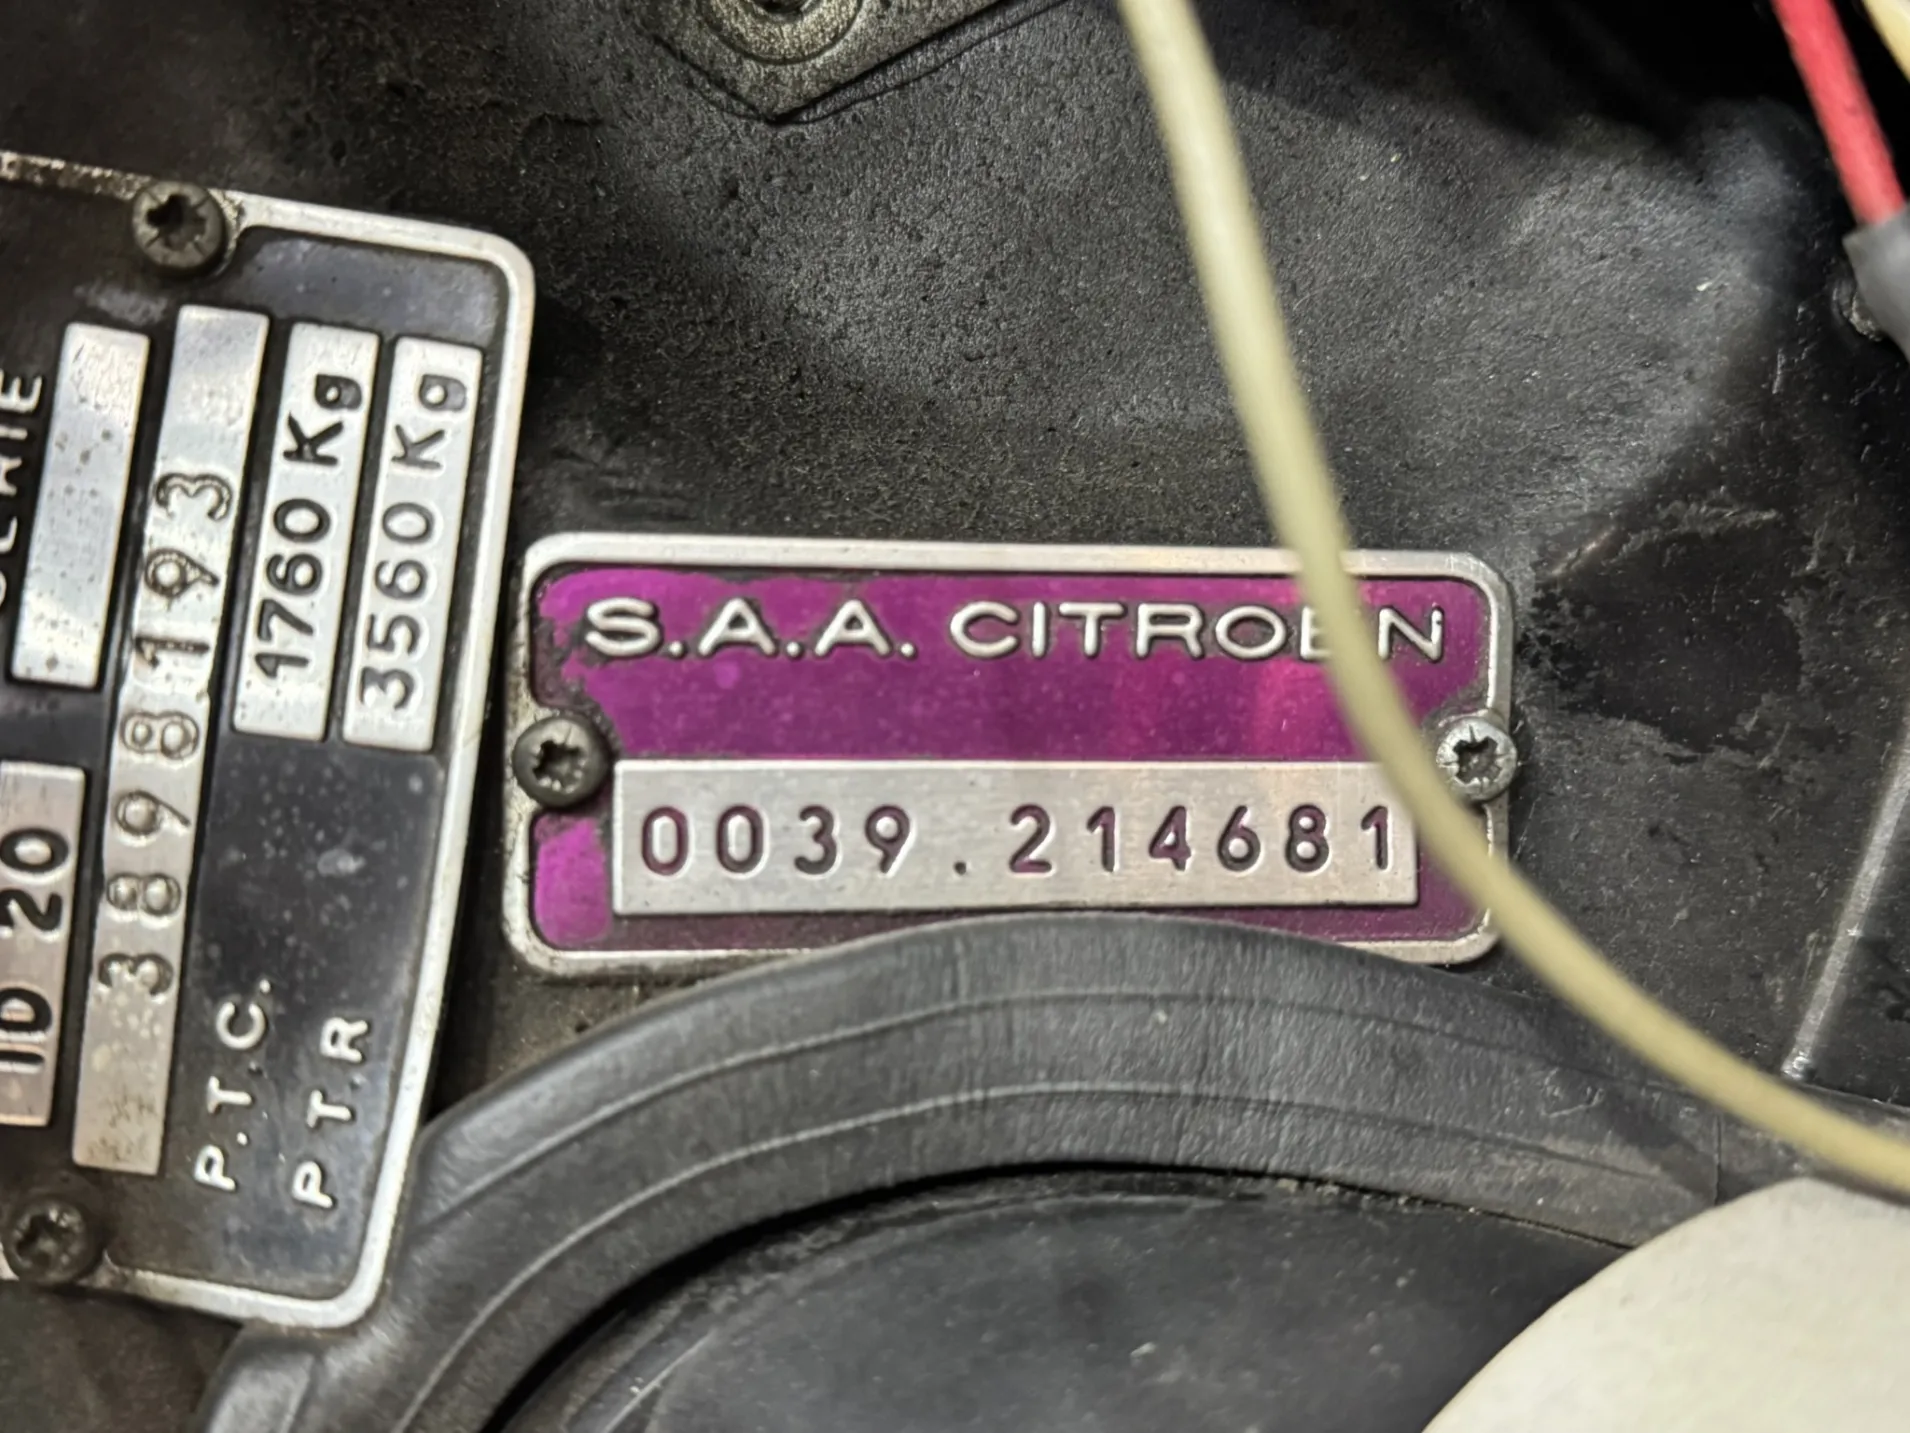 ID 20
3898193
P.T.C. 1760 Kg
P T.R 3560 Kg
S.A.A. CITROEN
0039.214681